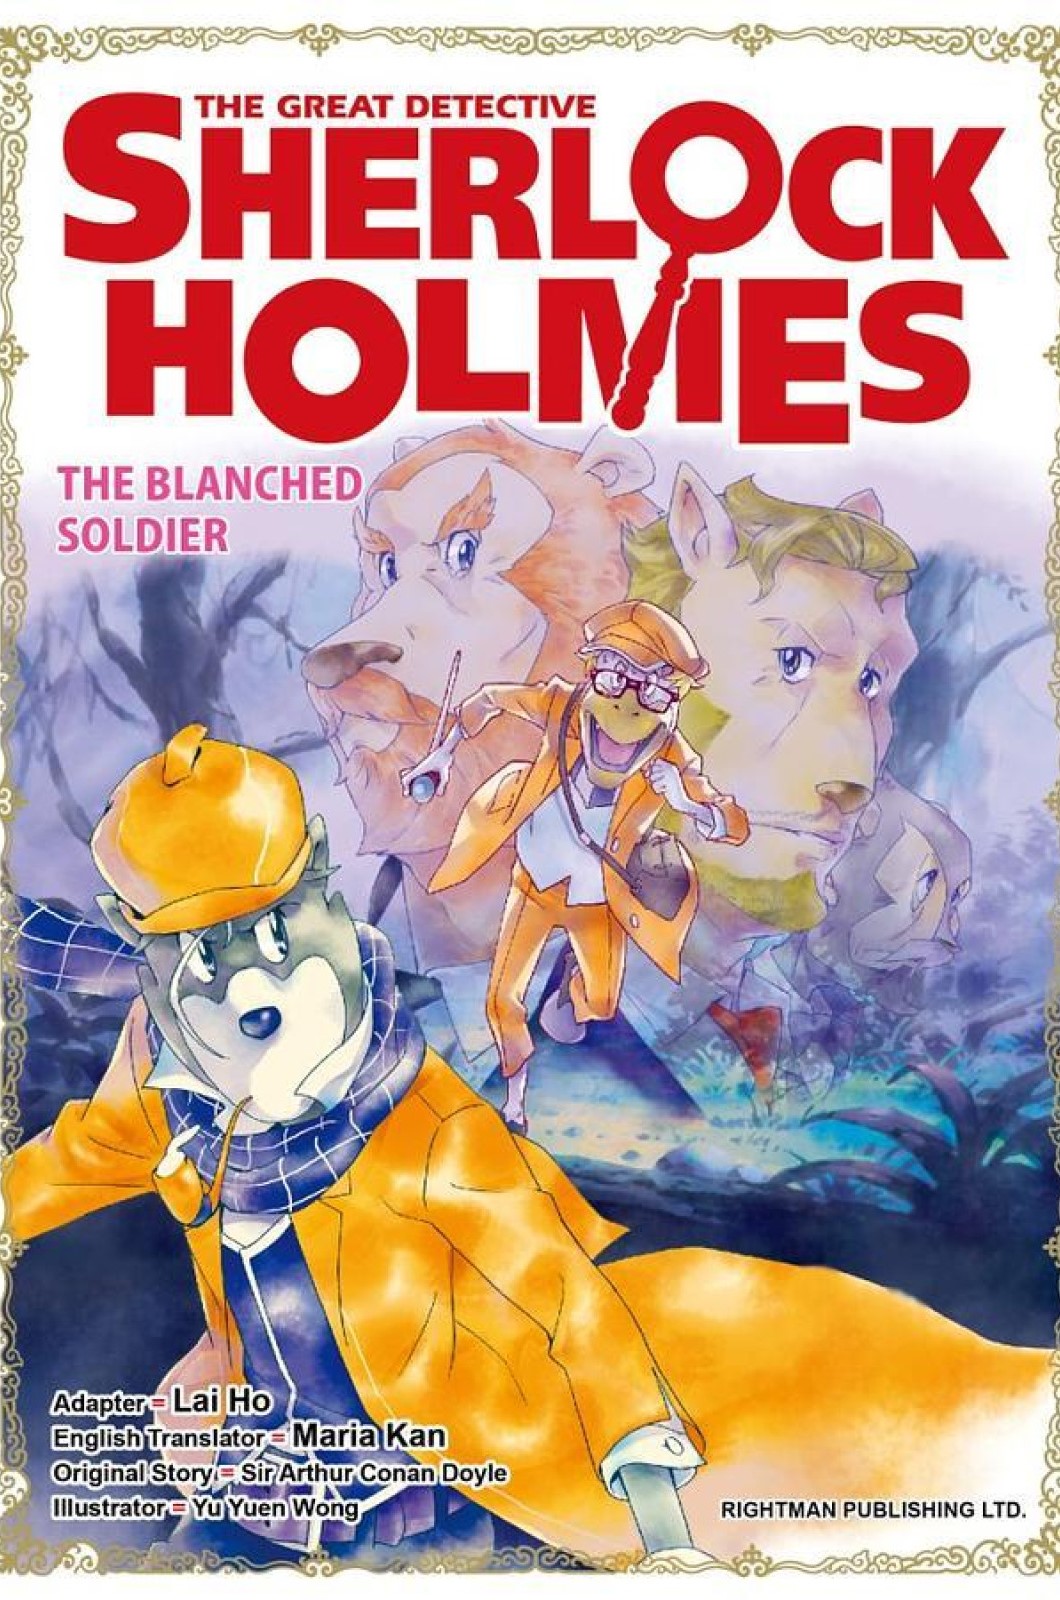 THE GREAT DETECTIVE
SHERLOCK
HOLMES
THE BLANCHED
SOLDIER
Adapter = Lai Ho
English Translator = Maria Kan
Original Story = Sir Arthur Conan Doyle
Illustrator = Yu Yuen Wong
RIGHTMAN PUBLISHING LTD.